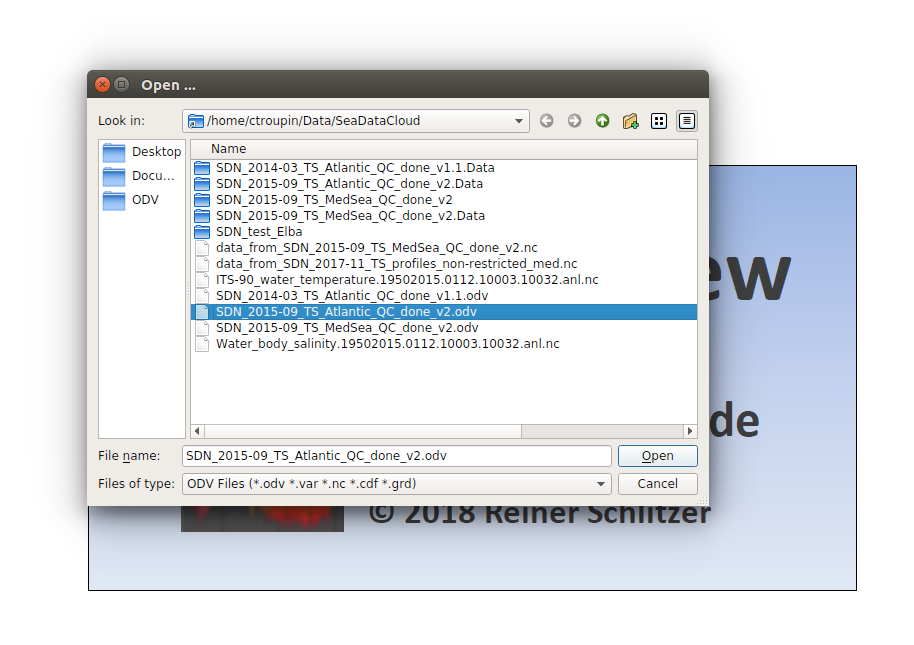 Open ...
Look in: /home/ctroupin/Data/SeaDataCloud
Desktop
Docu...
ODV
Name
SDN_2014-03_TS_Atlantic_QC_done_v1.1.Data
SDN_2015-09_TS_Atlantic_QC_done_v2.Data
SDN_2015-09_TS_MedSea_QC_done_v2
SDN_2015-09_TS_MedSea_QC_done_v2.Data
SDN_test_Elba
data_from_SDN_2015-09_TS_MedSea_QC_done_v2.nc
data_from_SDN_2017-11_TS_profiles_non-restricted_med.nc
ITS-90_water_temperature.19502015.0112.10003.10032.anl.nc
SDN_2014-03_TS_Atlantic_QC_done_v1.1.odv
SDN_2015-09_TS_Atlantic_QC_done_v2.odv
SDN_2015-09_TS_MedSea_QC_done_v2.odv
Water_body_salinity.19502015.0112.10003.10032.anl.nc
File name: SDN_2015-09_TS_Atlantic_QC_done_v2.odv Open
Files of type: ODV Files (*.odv *.var *.nc *.cdf *.grd) Cancel
ew
de
© 2018 Reiner Schlitzer